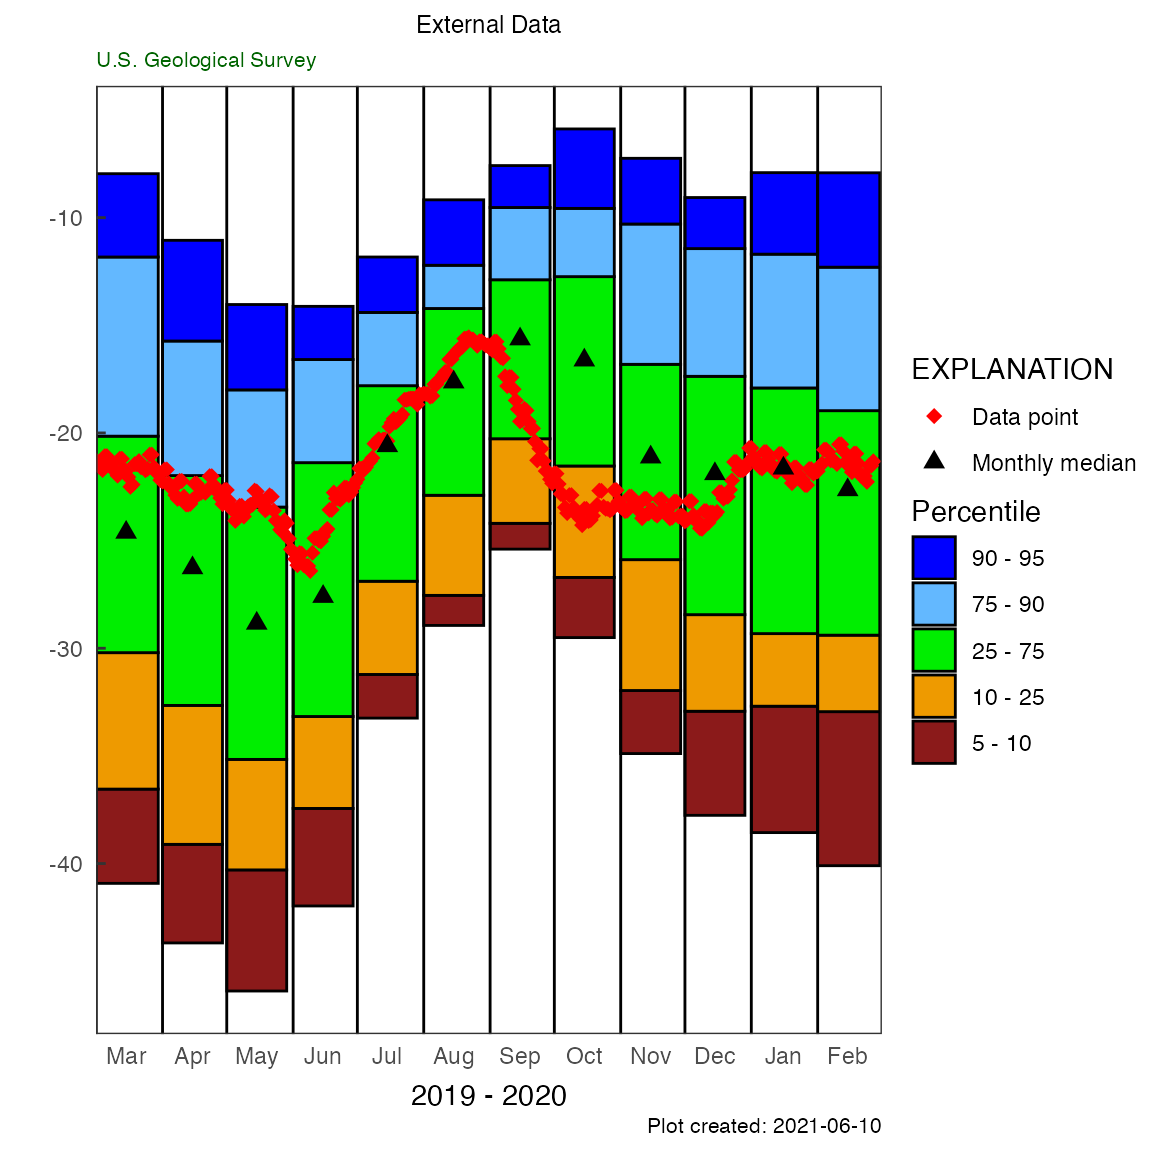 External Data
U.S. Geological Survey
-10
-20
-30
-40
Mar Apr May Jun Jul Aug Sep Oct Nov Dec Jan Feb
2019 - 2020
Plot created: 2021-06-10
EXPLANATION
Data point
Monthly median
Percentile
90 - 95
75 - 90
25 - 75
10 - 25
5 - 10